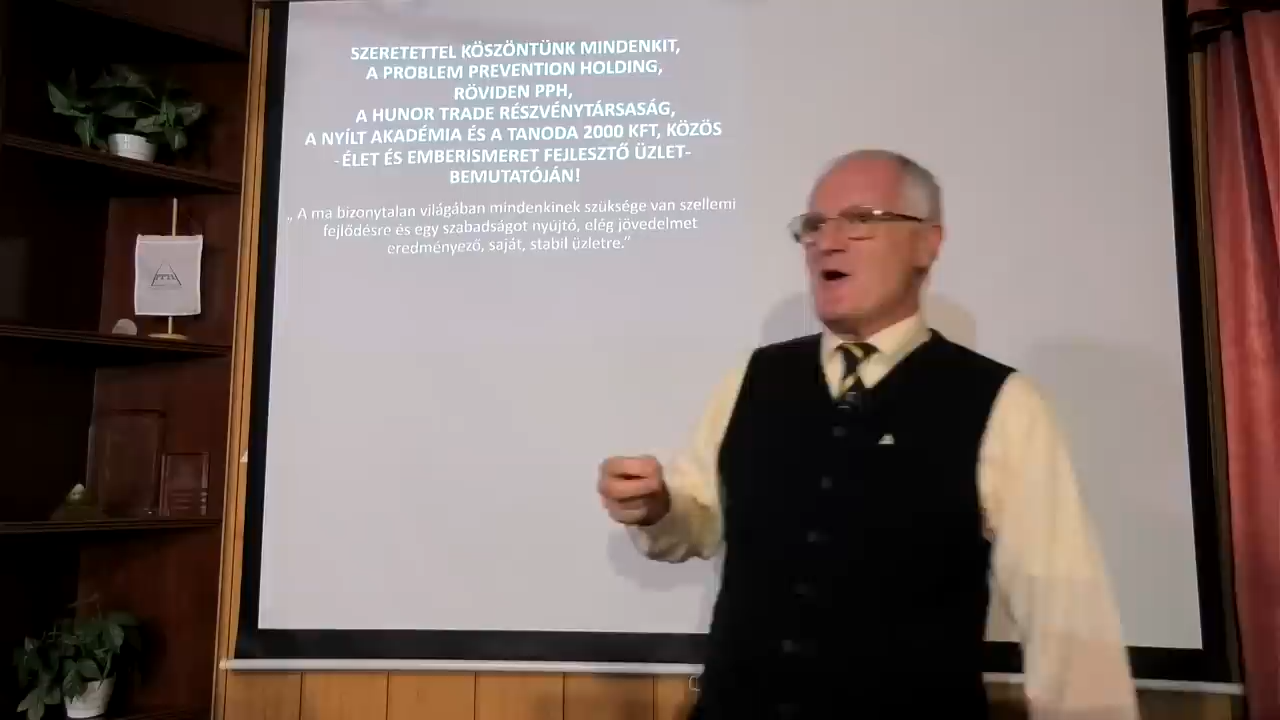 SZERETETTEL KÖSZÖNTÜNK MINDENKIT,
A PROBLEM PREVENTION HOLDING,
RÖVIDEN PPH,
A HUNOR TRADE RÉSZVÉNYTÁRSASÁG,
A NYÍLT AKADÉMIA ÉS A TANODA 2000 KFT, KÖZÖS
- ÉLET ÉS EMBERISMERET FEJLESZTŐ ÜZLET-
BEMUTATÓJÁN!
„ A ma bizonytalan világában mindenkinek szüksége van szellemi
fejlődésre és egy szabadságot nyújtó, elég jövedelmet
eredményező, saját, stabil üzletre.”